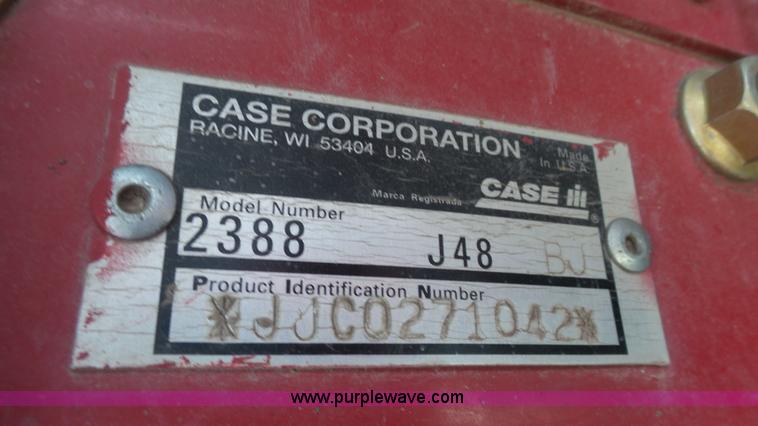 CASE CORPORATION
RACINE, WI 53404 U.S.A.
Made
In U.S.A.
Marca Registrada CASE IH ®
Model Number
2388 J48 BJ
Product Identification Number
*JJC0271042*
www.purplewave.com